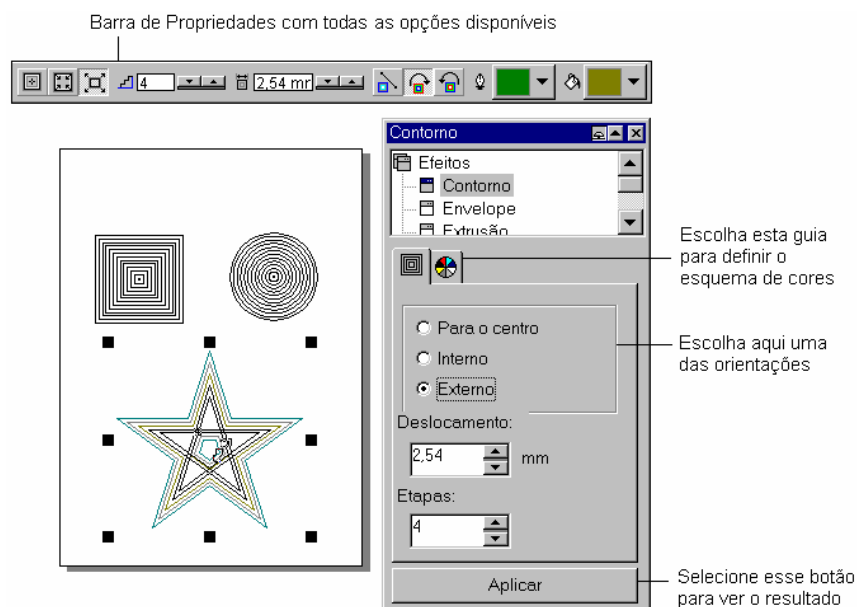 Barra de Propriedades com todas as opções disponíveis
4
2,54 mr
Contorno
Efeitos
Contorno
Envelope
Extrusão
Escolha esta guia
para definir o
esquema de cores
Para o centro
Interno
Externo
Escolha aqui uma
das orientações
Deslocamento:
2,54 mm
Etapas:
4
Aplicar
Selecione esse botão
para ver o resultado